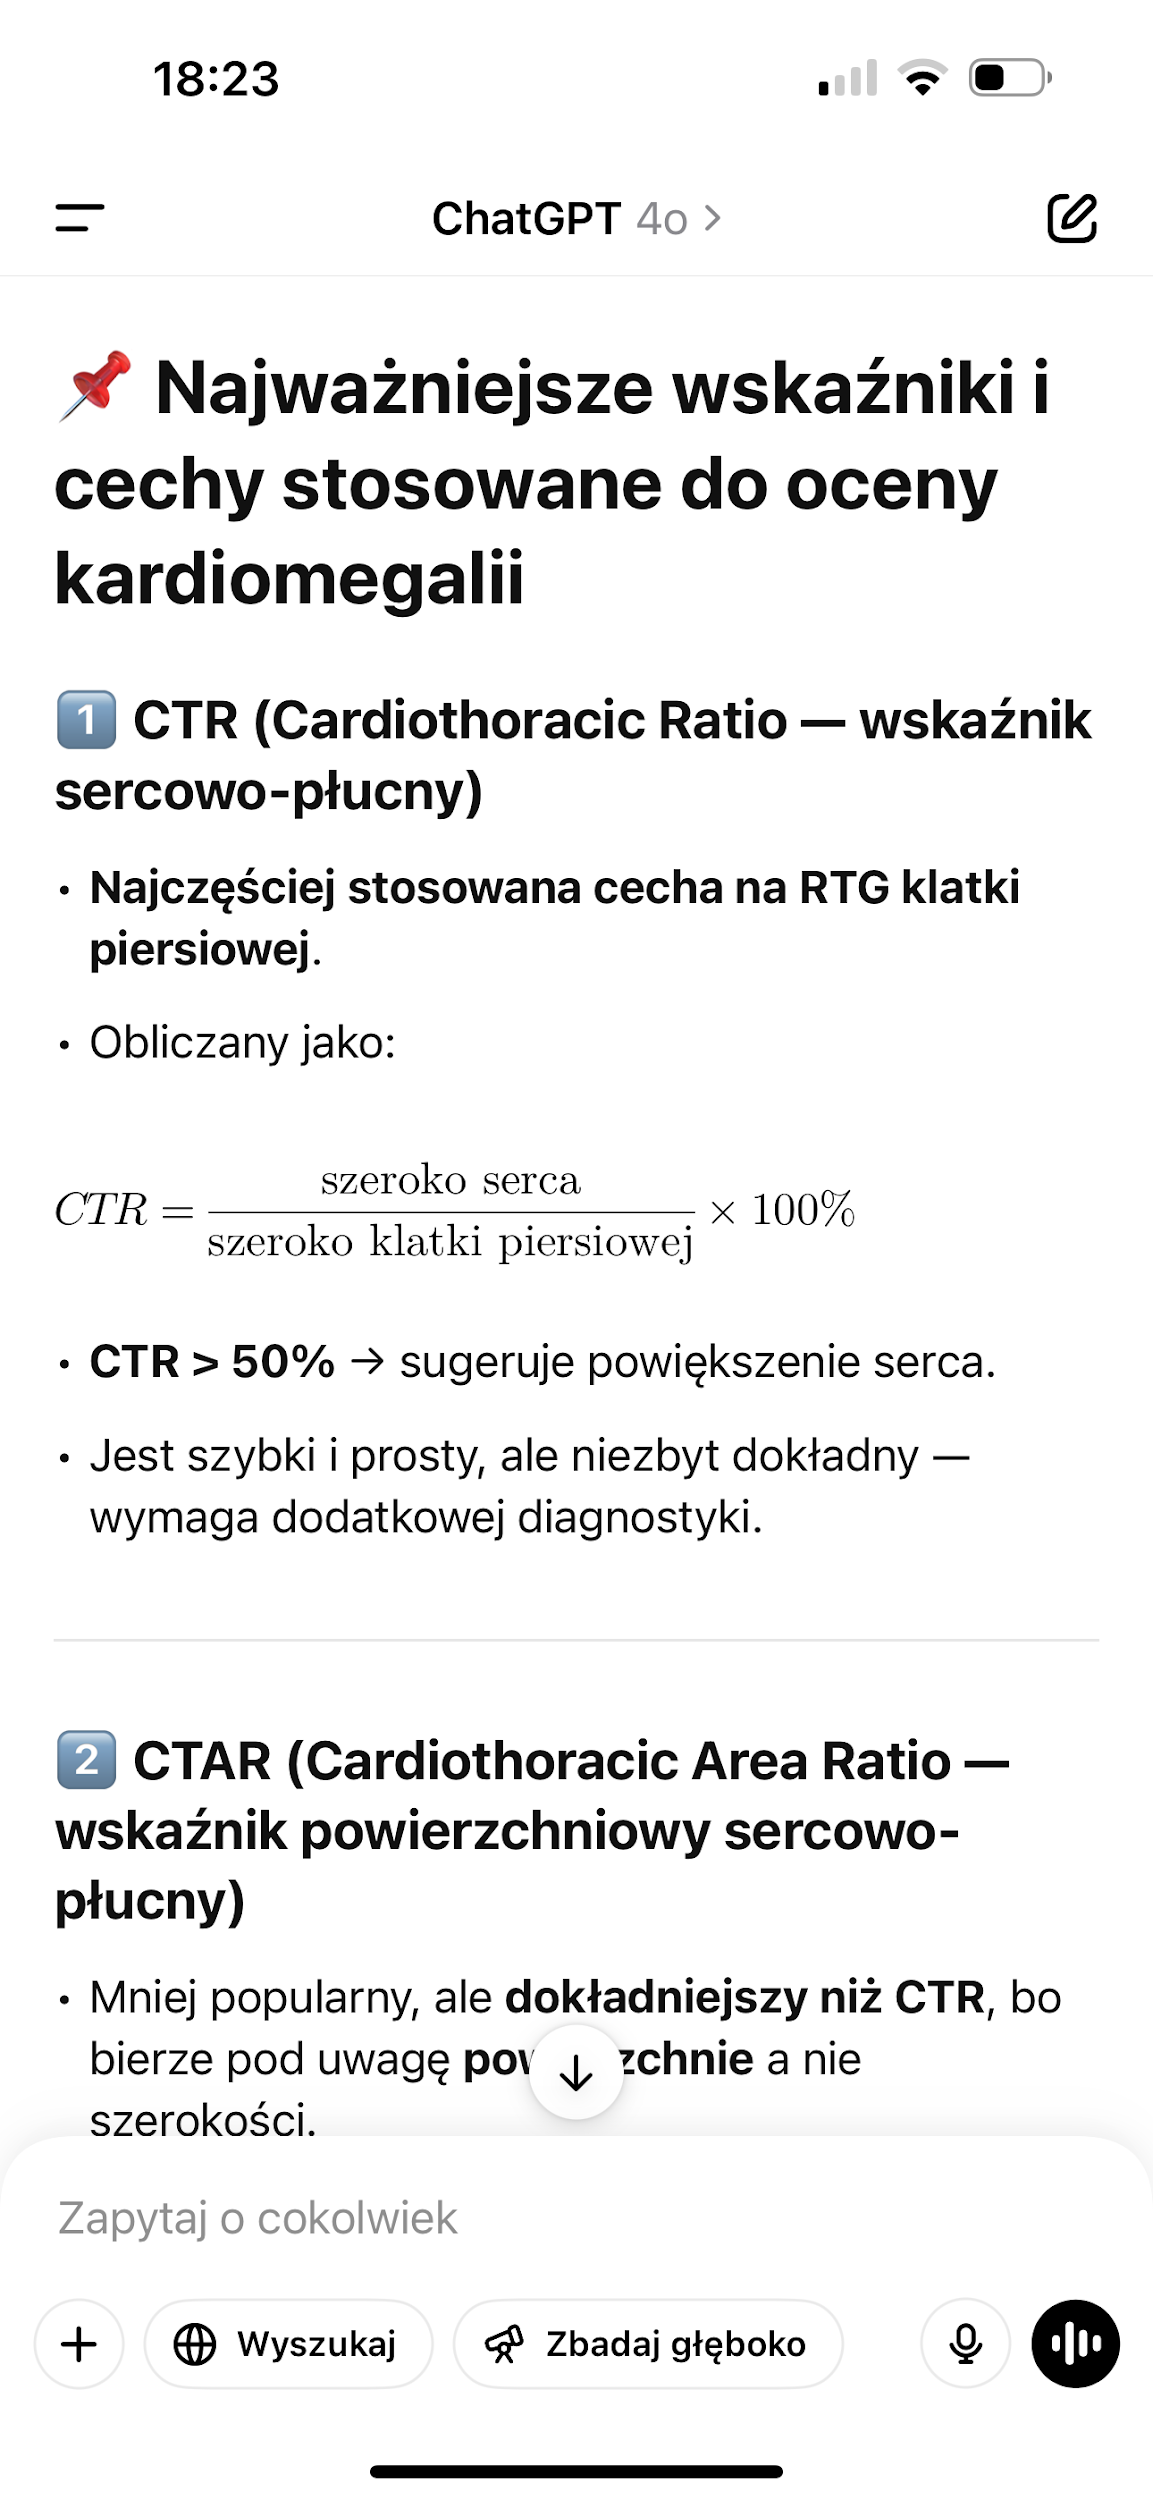 18:23
ChatGPT 4o >
📌 Najważniejsze wskaźniki i
cechy stosowane do oceny
kardiomegalii
1 CTR (Cardiothoracic Ratio — wskaźnik
sercowo-płucny)
• Najczęściej stosowana cecha na RTG klatki
piersiowej.
• Obliczany jako:
CTR = szeroko serca / szeroko klatki piersiowej × 100%
• CTR > 50% → sugeruje powiększenie serca.
• Jest szybki i prosty, ale niezbyt dokładny —
wymaga dodatkowej diagnostyki.
2 CTAR (Cardiothoracic Area Ratio —
wskaźnik powierzchniowy sercowo-
płucny)
• Mniej popularny, ale dokładniejszy niż CTR, bo
bierze pod uwagę a nie
szerokości.
Zapytaj o cokolwiek
Wyszukaj
Zbadaj głęboko